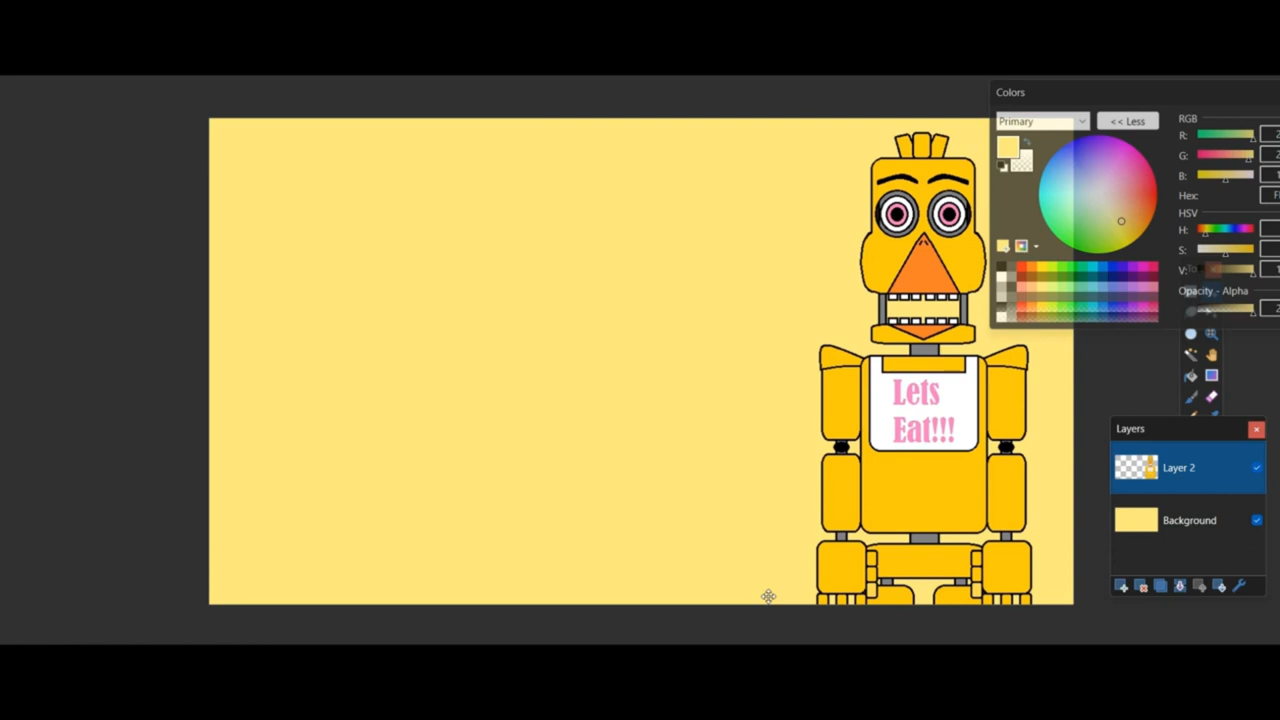 Colors
Primary
<< Less
RGB
R:
G:
B:
Hex:
HSV
H:
S:
V:
Opacity - Alpha
Lets
Eat!!!
Layers
Layer 2
Background